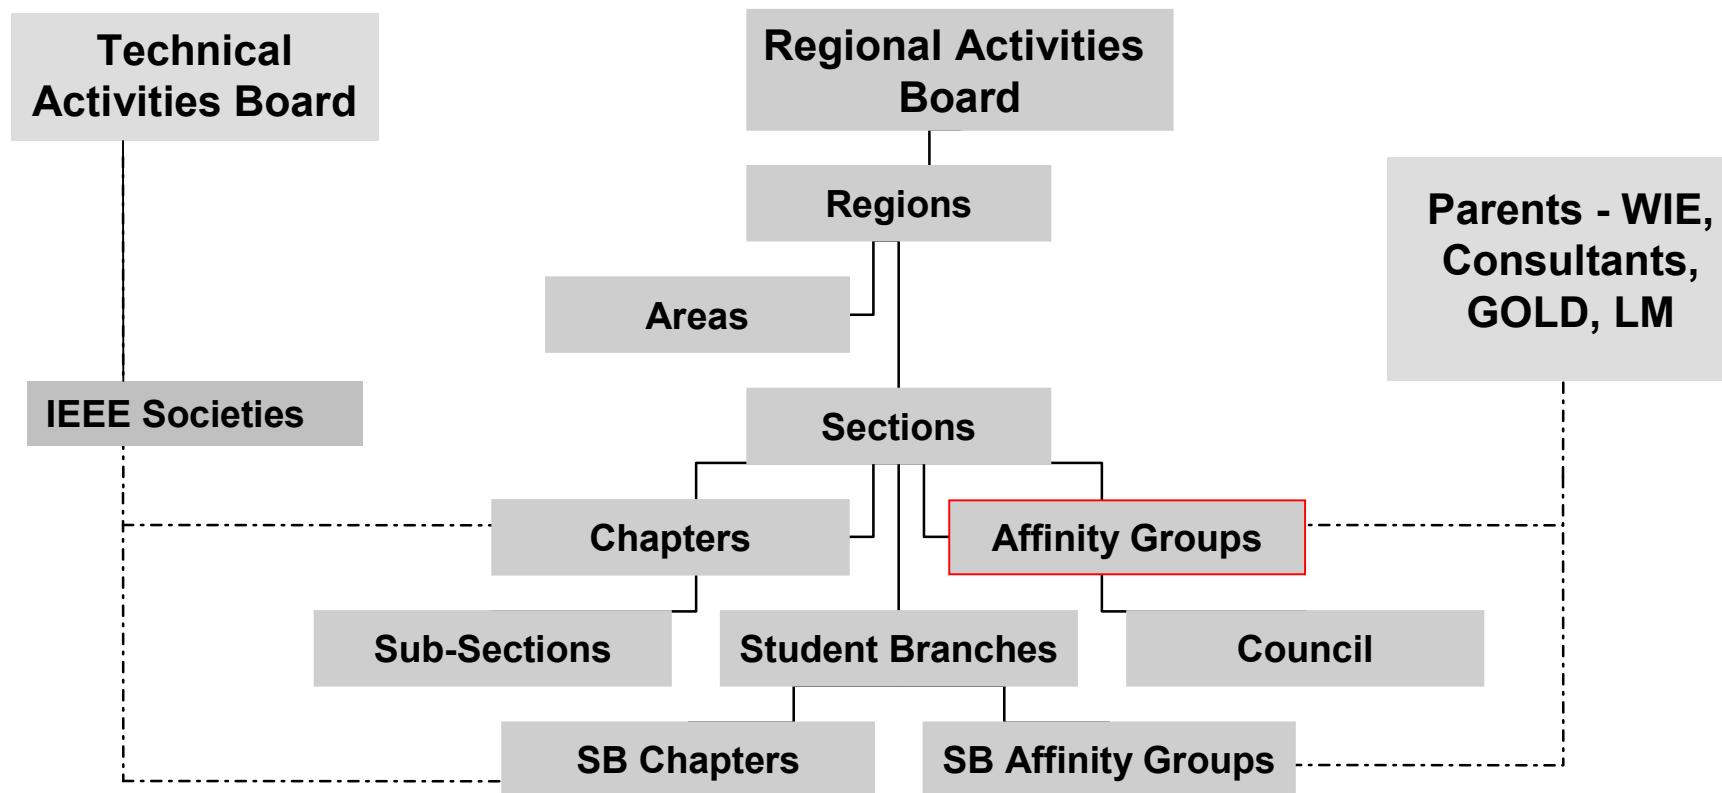 Technical
Activities Board
Regional Activities
Board
Regions
Parents - WIE,
Consultants,
GOLD, LM
Areas
IEEE Societies
Sections
Chapters
Affinity Groups
Sub-Sections
Student Branches
Council
SB Chapters
SB Affinity Groups